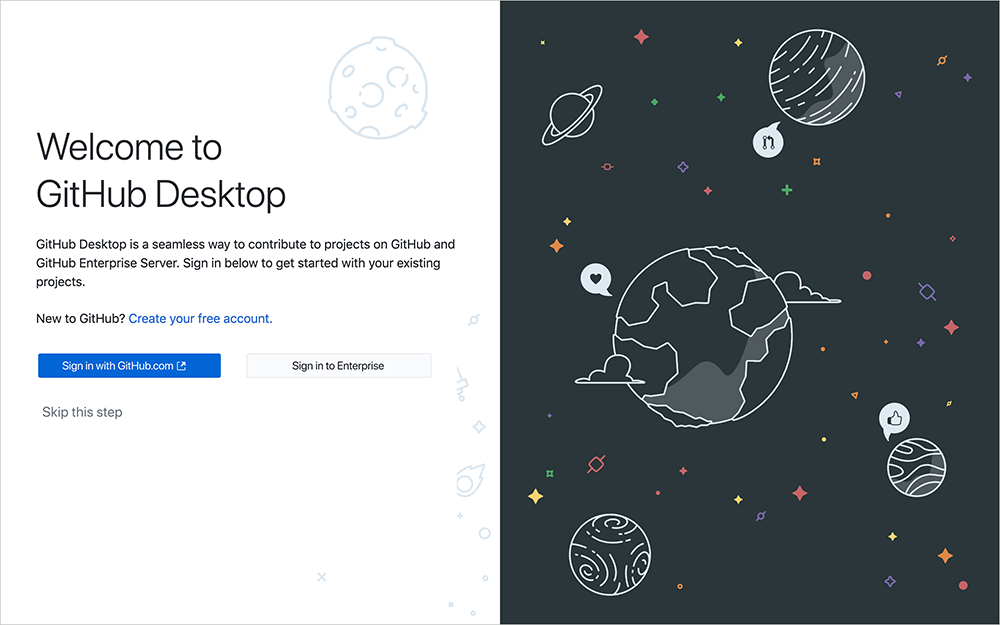 Welcome to
GitHub Desktop
GitHub Desktop is a seamless way to contribute to projects on GitHub and
GitHub Enterprise Server. Sign in below to get started with your existing
projects.
New to GitHub? Create your free account.
Sign in with GitHub.com
Sign in to Enterprise
Skip this step